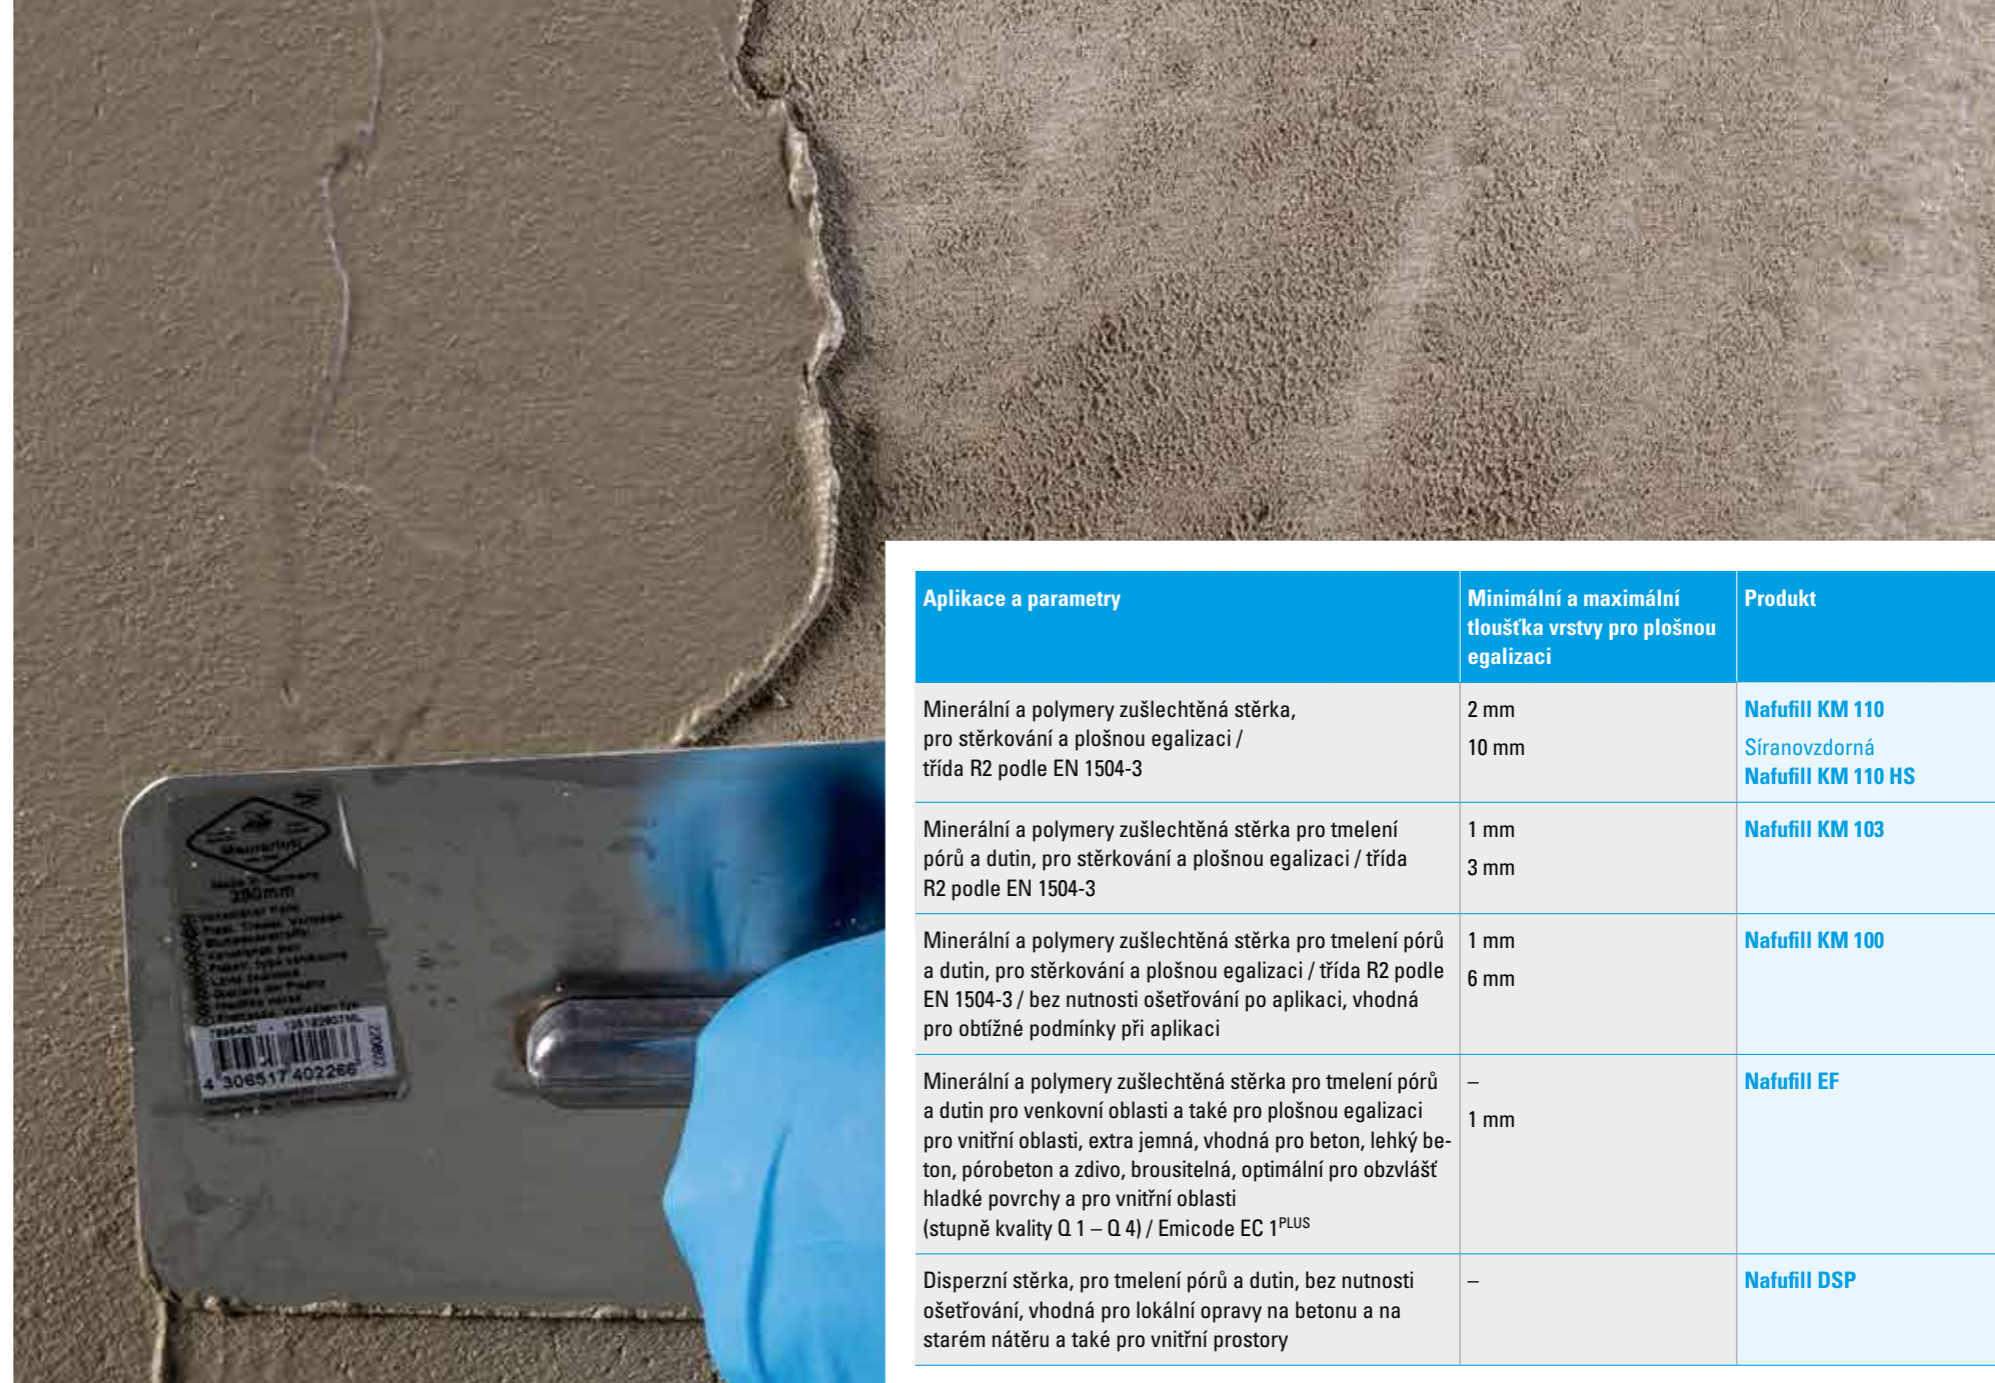 Aplikace a parametry
Minimální a maximální
tloušťka vrstvy pro plošnou
egalizaci
Produkt
Minerální a polymery zušlechtěná stěrka,
pro stěrkování a plošnou egalizaci /
třída R2 podle EN 1504-3
2 mm
10 mm
Nafufill KM 110
Síranovzdorná
Nafufill KM 110 HS
Minerální a polymery zušlechtěná stěrka pro tmelení
pórů a dutin, pro stěrkování a plošnou egalizaci / třída
R2 podle EN 1504-3
1 mm
3 mm
Nafufill KM 103
Minerální a polymery zušlechtěná stěrka pro tmelení pórů
a dutin, pro stěrkování a plošnou egalizaci / třída R2 podle
EN 1504-3 / bez nutnosti ošetřování po aplikaci, vhodná
pro obtížné podmínky při aplikaci
1 mm
6 mm
Nafufill KM 100
Minerální a polymery zušlechtěná stěrka pro tmelení pórů
a dutin pro venkovní oblasti a také pro plošnou egalizaci
pro vnitřní oblasti, extra jemná, vhodná pro beton, lehký be-
ton, pórobeton a zdivo, brousitelná, optimální pro obzvlášť
hladké povrchy a pro vnitřní oblasti
(stupně kvality Q 1 – Q 4) / Emicode EC 1PLUS
–
1 mm
Nafufill EF
Disperzní stěrka, pro tmelení pórů a dutin, bez nutnosti
ošetřování, vhodná pro lokální opravy na betonu a na
starém nátěru a také pro vnitřní prostory
–
Nafufill DSP
280mm
4 306517 402266